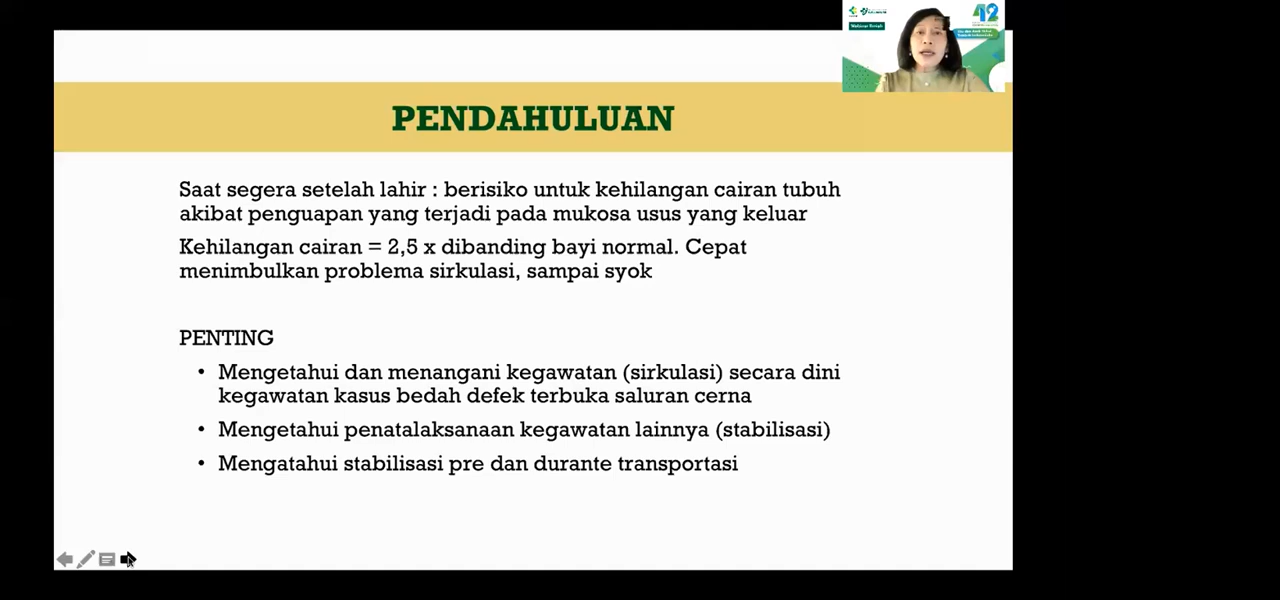 42
Webinar Ilmiah
PENDAHULUAN
Saat segera setelah lahir : berisiko untuk kehilangan cairan tubuh
akibat penguapan yang terjadi pada mukosa usus yang keluar
Kehilangan cairan = 2,5 x dibanding bayi normal. Cepat
menimbulkan problema sirkulasi, sampai syok
PENTING
• Mengetahui dan menangani kegawatan (sirkulasi) secara dini
kegawatan kasus bedah defek terbuka saluran cerna
• Mengetahui penatalaksanaan kegawatan lainnya (stabilisasi)
• Mengatahui stabilisasi pre dan durante transportasi